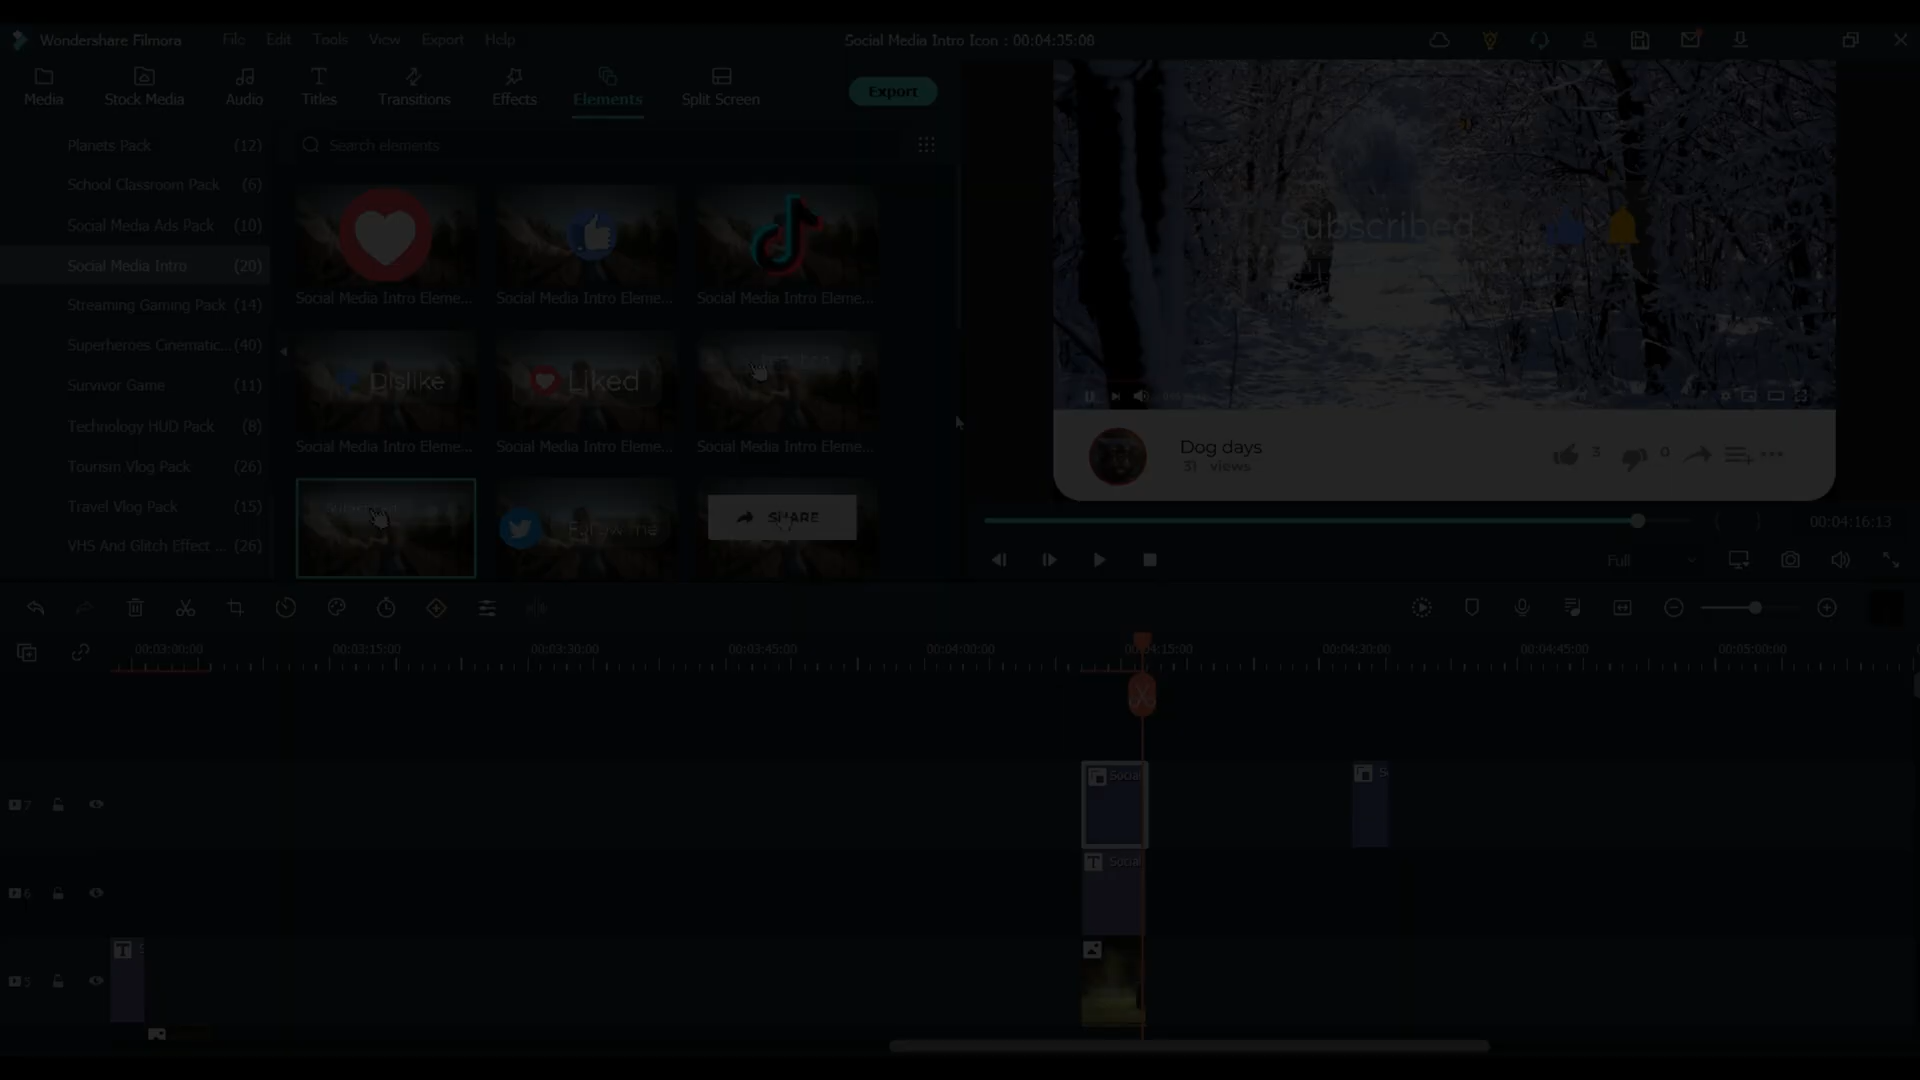 Wondershare Filmora File Edit Tools View Export Help Social Media Intro Icon : 00:04:35:08
Media Stock Media Audio Titles Transitions Effects Elements Split Screen Export
Planets Pack (12)
School Classroom Pack (6)
Social Media Ads Pack (10)
Social Media Intro (20)
Streaming Gaming Pack (14)
Superheroes Cinematic... (40)
Survivor Game (11)
Technology HUD Pack (8)
Tourism Vlog Pack (26)
Travel Vlog Pack (15)
VHS And Glitch Effect ... (26)
Search elements
Social Media Intro Eleme... Social Media Intro Eleme... Social Media Intro Eleme...
Dislike Liked
Social Media Intro Eleme... Social Media Intro Eleme... Social Media Intro Eleme...
Follow me SHARE
Subscribed
Dog days
31 views
3 0
00:04:16:13
Full
00:03:00:00 00:03:15:00 00:03:30:00 00:03:45:00 00:04:00:00 00:04:15:00 00:04:30:00 00:04:45:00 00:05:00:00
7 Social S
6 Social
5 S